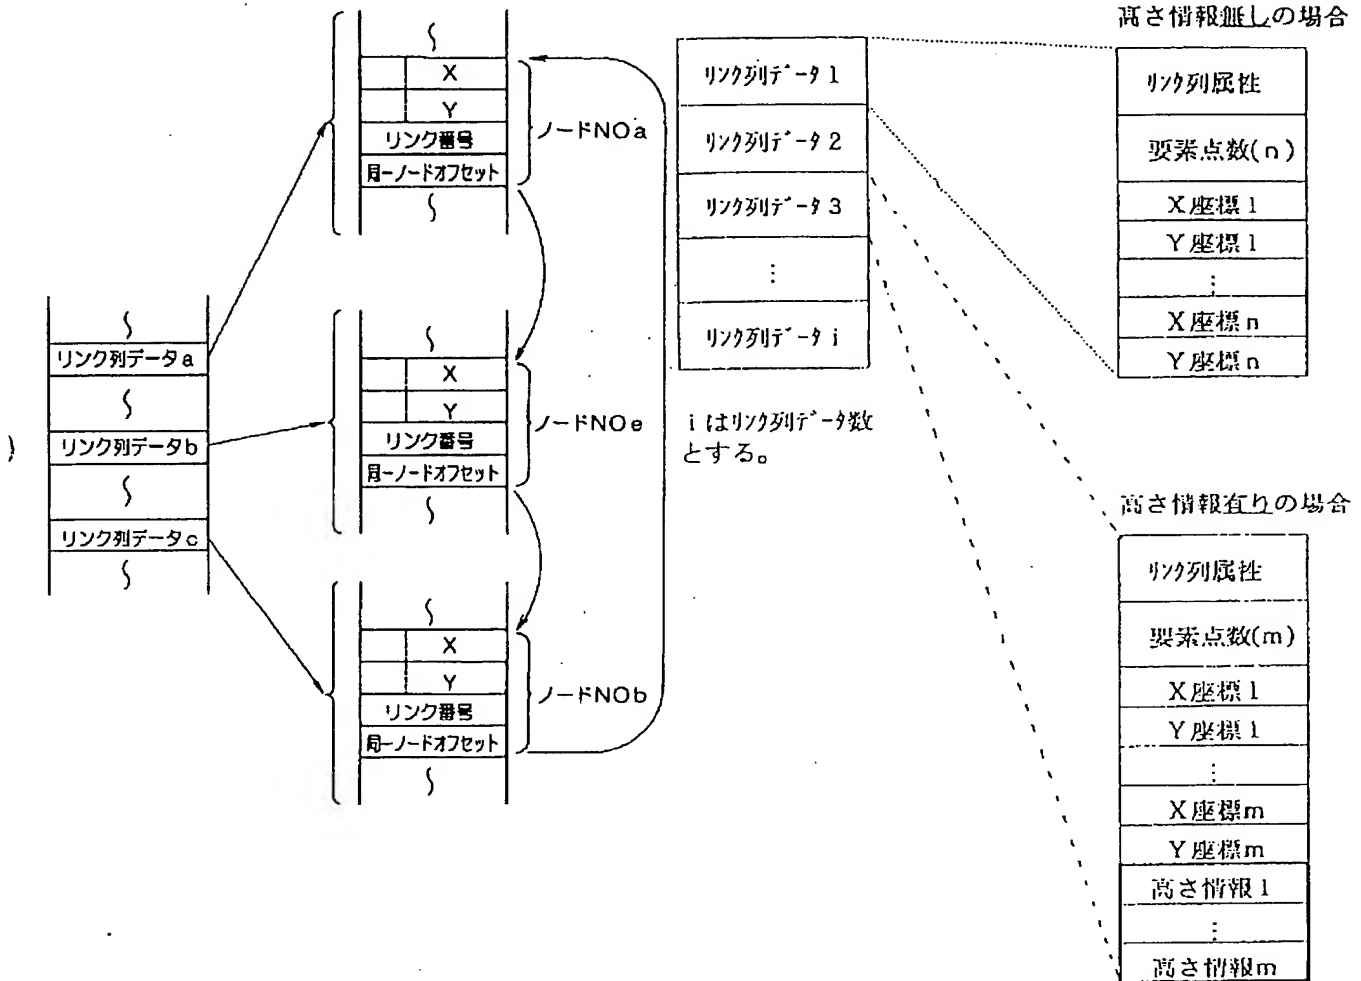 リンク列データa
リンク列データb
リンク列データc
X
Y
リンク番号
同一ノードオフセット
ノードNOa
X
Y
リンク番号
同一ノードオフセット
ノードNOe
X
Y
リンク番号
同一ノードオフセット
ノードNOb
リンク列データ1
リンク列データ2
リンク列データ3
⋮
リンク列データi
iはリンク列データ数
とする。
高さ情報無しの場合
リンク列属性
要素点数(n)
X座標1
Y座標1
⋮
X座標n
Y座標n
高さ情報有りの場合
リンク列属性
要素点数(m)
X座標1
Y座標1
⋮
X座標m
Y座標m
高さ情報1
⋮
高さ情報m